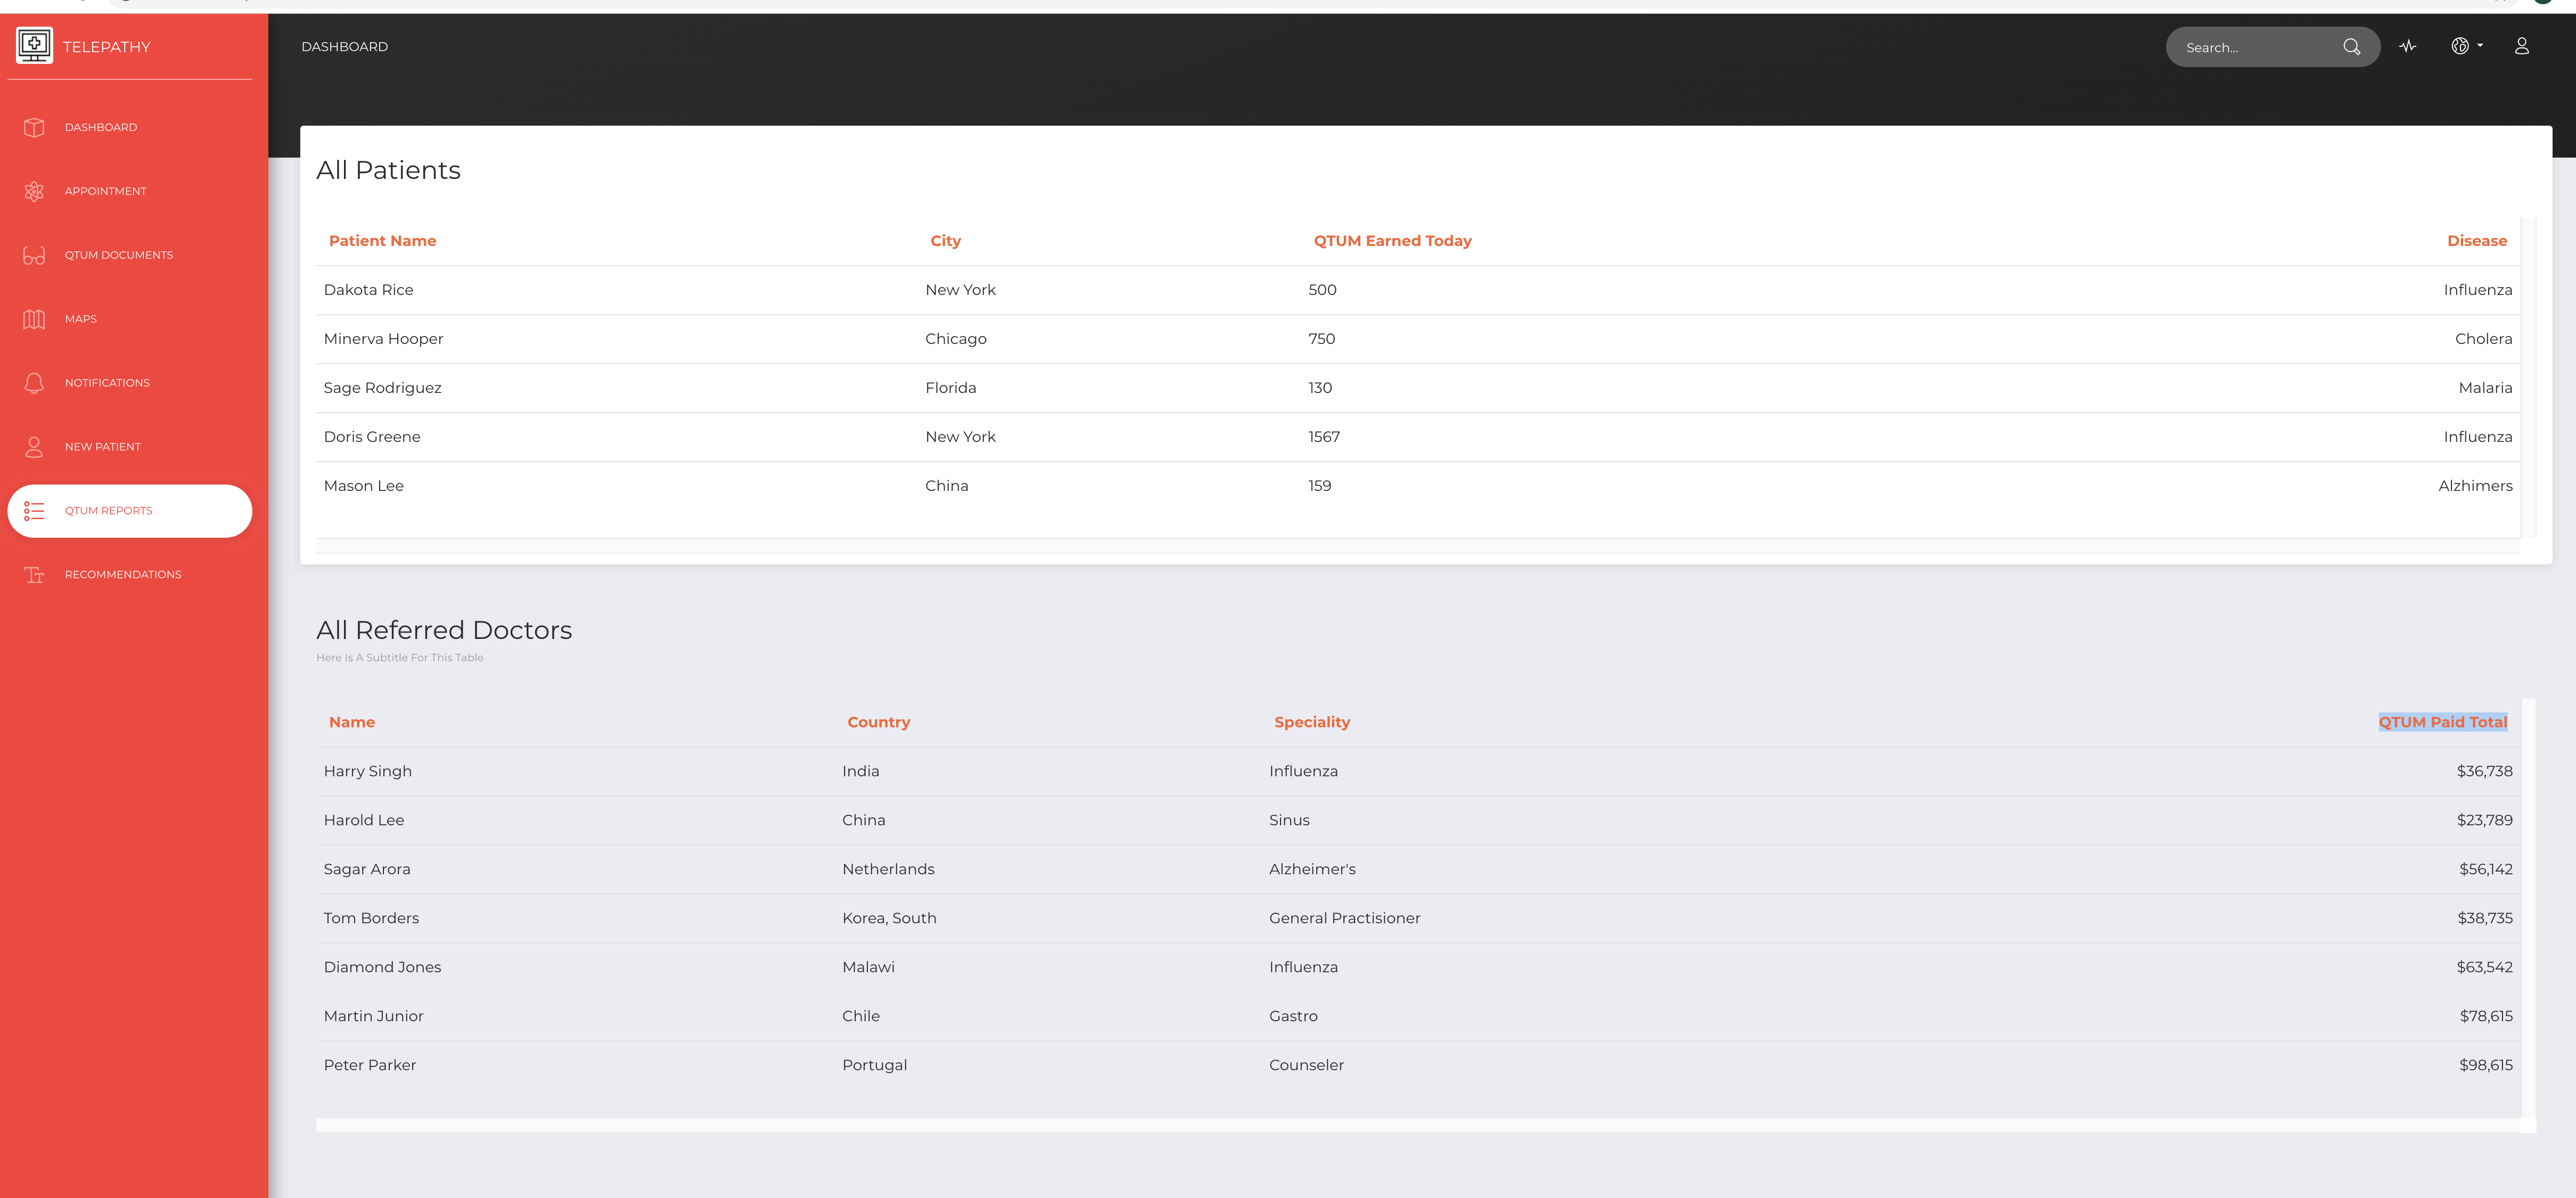 TELEPATHY
DASHBOARD
Search...
DASHBOARD
APPOINTMENT
QTUM DOCUMENTS
MAPS
NOTIFICATIONS
NEW PATIENT
QTUM REPORTS
RECOMMENDATIONS
All Patients
Patient Name City QTUM Earned Today Disease
Dakota Rice New York 500 Influenza
Minerva Hooper Chicago 750 Cholera
Sage Rodriguez Florida 130 Malaria
Doris Greene New York 1567 Influenza
Mason Lee China 159 Alzhimers
All Referred Doctors
Here Is A Subtitle For This Table
Name Country Speciality QTUM Paid Total
Harry Singh India Influenza $36,738
Harold Lee China Sinus $23,789
Sagar Arora Netherlands Alzheimer's $56,142
Tom Borders Korea, South General Practisioner $38,735
Diamond Jones Malawi Influenza $63,542
Martin Junior Chile Gastro $78,615
Peter Parker Portugal Counseler $98,615